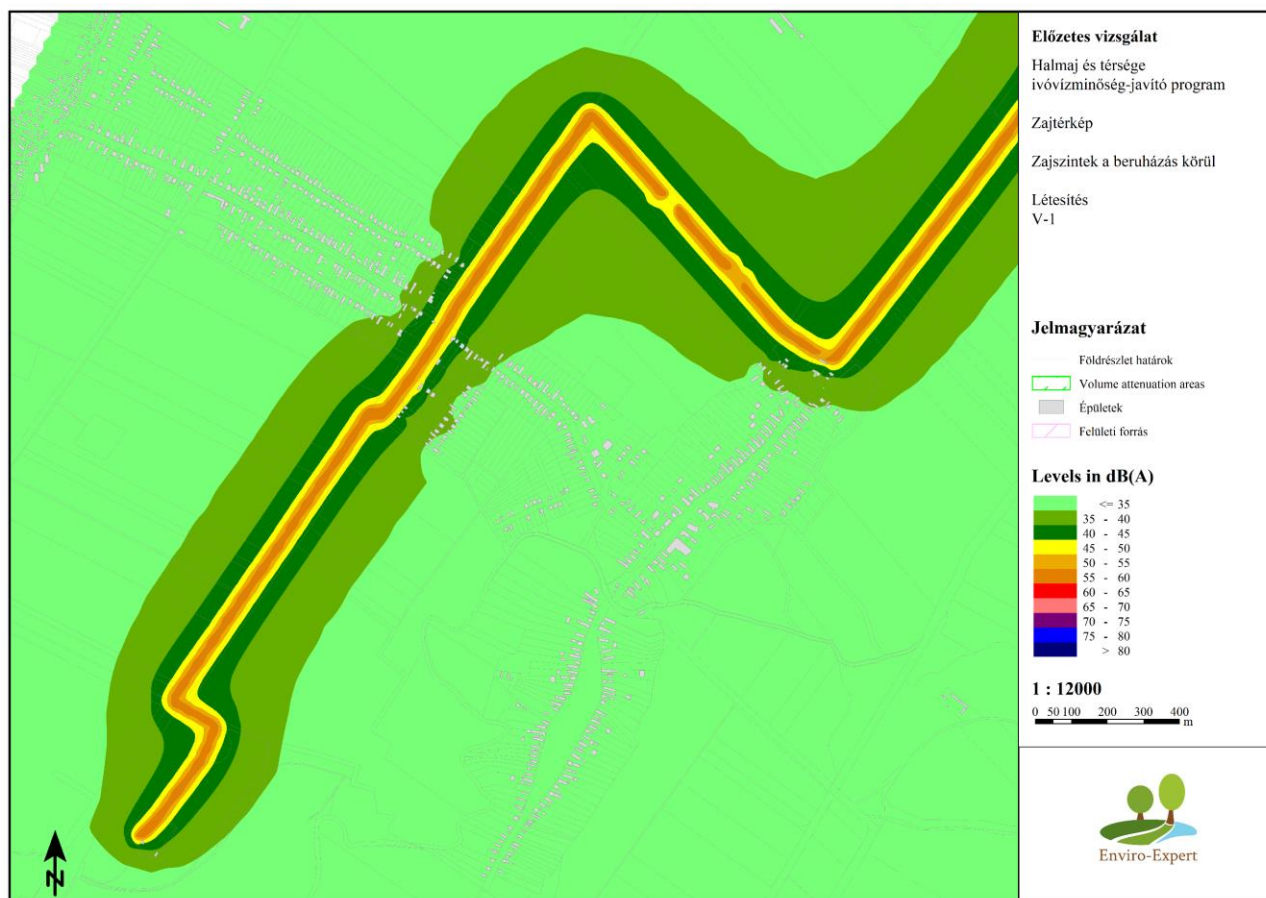 Előzetes vizsgálat
Halmaj és térsége
ivóvízminőség-javító program
Zajtérkép
Zajszintek a beruházás körül
Létesítés
V-1
Jelmagyarázat
Földrészlet határok
Volume attenuation areas
Épületek
Felületi forrás
Levels in dB(A)
<= 35
35 - 40
40 - 45
45 - 50
50 - 55
55 - 60
60 - 65
65 - 70
70 - 75
75 - 80
> 80
1 : 12000
0 50 100 200 300 400
m
Enviro-Expert
N